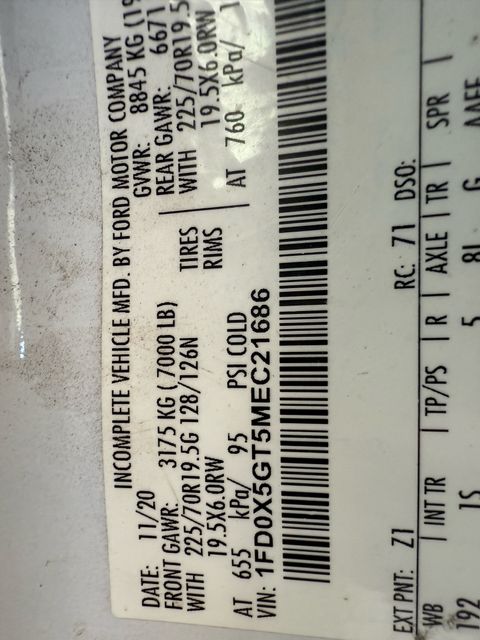 INCOMPLETE VEHICLE MFD. BY FORD MOTOR COMPANY
DATE: 11/20 GVWR: 8845 KG (19
FRONT GAWR: 3175 KG ( 7000 LB) REAR GAWR: 6671
WITH 225/70R19.5G 128/126N TIRES WITH 225/70R19.5
19.5X6.0RW RIMS 19.5X6.0RW
AT 655 kPa/ 95 PSI COLD AT 760 kPa/ 1
VIN: 1FD0X5GT5MEC21686
EXT PNT: Z1 RC: 71 DSO:
WB | INT TR | TP/PS | R | AXLE | TR | SPR |
192 1S 5 8L G